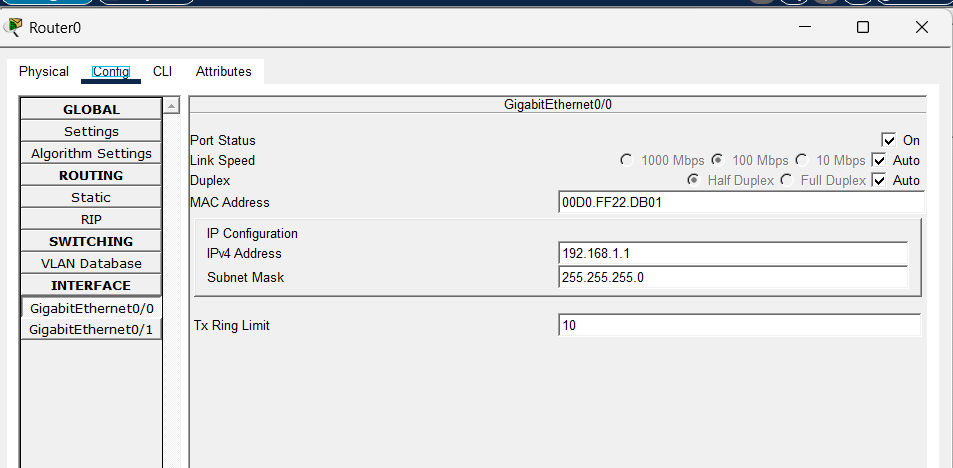 Router0
Physical Config CLI Attributes
GLOBAL
Settings
Algorithm Settings
ROUTING
Static
RIP
SWITCHING
VLAN Database
INTERFACE
GigabitEthernet0/0
GigabitEthernet0/1
GigabitEthernet0/0
Port Status On
Link Speed 1000 Mbps 100 Mbps 10 Mbps Auto
Duplex Half Duplex Full Duplex Auto
MAC Address 00D0.FF22.DB01
IP Configuration
IPv4 Address 192.168.1.1
Subnet Mask 255.255.255.0
Tx Ring Limit 10